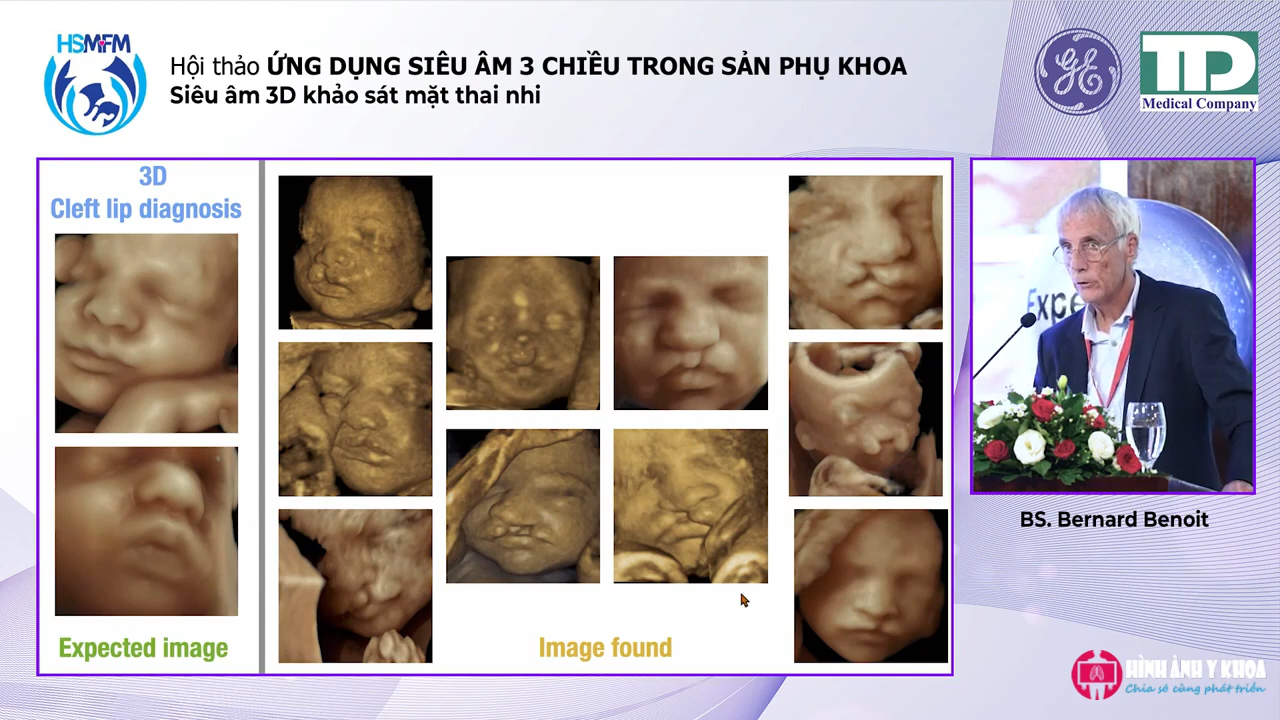 HSMFM
Hội thảo ỨNG DỤNG SIÊU ÂM 3 CHIỀU TRONG SẢN PHỤ KHOA
Siêu âm 3D khảo sát mặt thai nhi
GE
TD
Medical Company
3D
Cleft lip diagnosis
Expected image
Image found
Expe
BS. Bernard Benoit
HÌNH ẢNH Y KHOA
Chia sẻ cùng phát triển